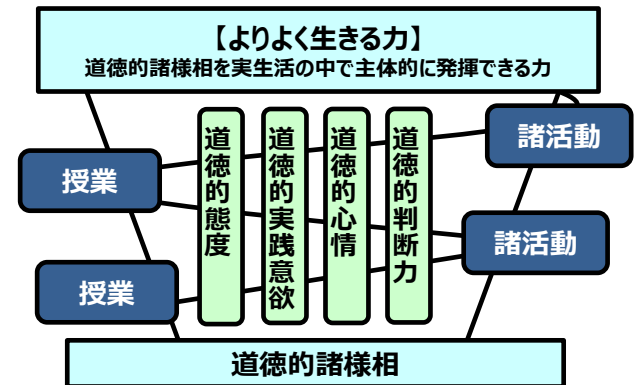 【よりよく生きる力】
道徳的諸様相を実生活の中で主体的に発揮できる力
諸活動
授業
道徳的態度
道徳的実践意欲
道徳的心情
道徳的判断力
諸活動
授業
道徳的諸様相